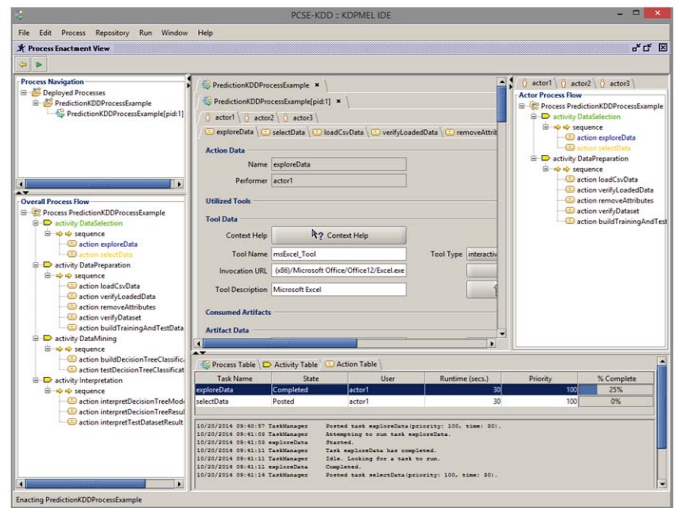 PCSE-KDD :: KDPMEL IDE
File Edit Process Repository Run Window Help
Process Enactment View
Process Navigation
Deployed Processes
PredictionKDDProcessExample
PredictionKDDProcessExample[pid:1]
Overall Process Flow
Process PredictionKDDProcessExample
activity DataSelection
sequence
action exploreData
action selectData
activity DataPreparation
sequence
action loadCsvData
action verifyLoadedData
action removeAttributes
action verifyDataset
action buildTrainingAndTestData
activity DataMining
sequence
action buildDecisionTreeClassific
action testDecisionTreeClassificat
activity Interpretation
sequence
action interpretDecisionTreeMod
action interpretDecisionTreeResul
action interpretTestDatasetResult
PredictionKDDProcessExample
PredictionKDDProcessExample[pid:1]
actor1 actor2 actor3
exploreData selectData loadCsvData verifyLoadedData removeAttrib
Action Data
Name exploreData
Performer actor1
Utilized Tools
Tool Data
Context Help Context Help
Tool Name msExcel_Tool Tool Type interactiv
Invocation URL (x86)/Microsoft Office/Office12/Excel.exe
Tool Description Microsoft Excel
Consumed Artifacts
Artifact Data
actor1 actor2 actor3
Actor Process Flow
Process PredictionKDDProcessExample
activity DataSelection
sequence
action exploreData
action selectData
activity DataPreparation
sequence
action loadCsvData
action verifyLoadedData
action removeAttributes
action verifyDataset
action buildTrainingAndTest
Process Table Activity Table Action Table
Task Name State User Runtime (secs.) Priority % Complete
exploreData Completed actor1 30 100 25%
selectData Posted actor1 30 100 0%
10/20/2014 09:40:57 TaskManager Posted task exploreData(priority: 100, time: 30).
10/20/2014 09:41:03 TaskManager Attempting to run task exploreData.
10/20/2014 09:41:03 exploreData Started.
10/20/2014 09:41:11 TaskManager Task exploreData has completed.
10/20/2014 09:41:11 TaskManager Idle. Looking for a task to run.
10/20/2014 09:41:11 exploreData Completed.
10/20/2014 09:41:14 TaskManager Posted task selectData(priority: 100, time: 30).
Enacting PredictionKDDProcessExample